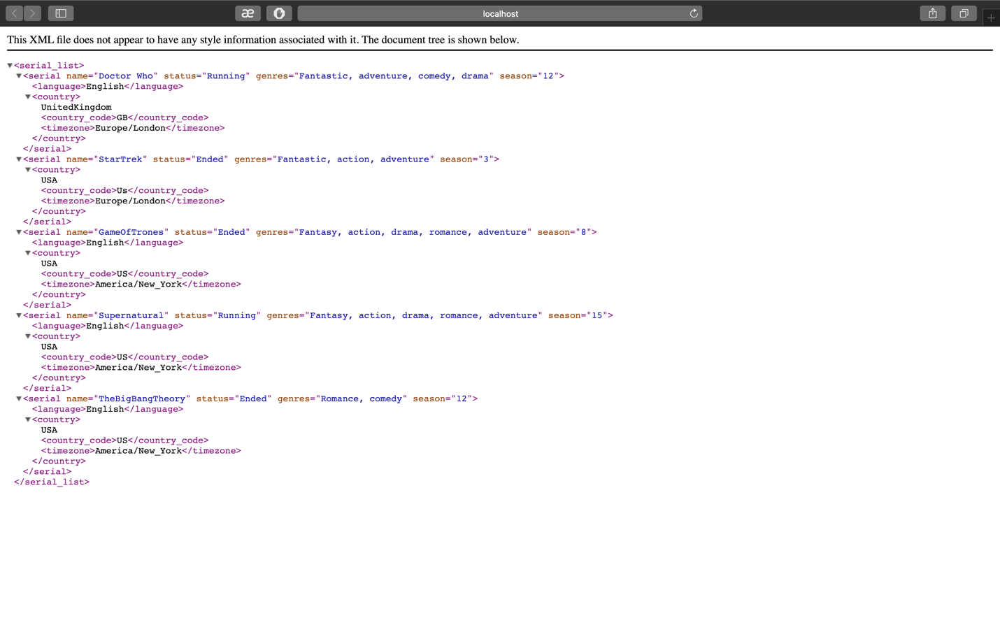 æ
localhost
This XML file does not appear to have any style information associated with it. The document tree is shown below.
<serial_list>
<serial name="Doctor Who" status="Running" genres="Fantastic, adventure, comedy, drama" season="12">
<language>English</language>
<country>
UnitedKingdom
<country_code>GB</country_code>
<timezone>Europe/London</timezone>
</country>
</serial>
<serial name="StarTrek" status="Ended" genres="Fantastic, action, adventure" season="3">
<country>
USA
<country_code>Us</country_code>
<timezone>Europe/London</timezone>
</country>
</serial>
<serial name="GameOfTrones" status="Ended" genres="Fantasy, action, drama, romance, adventure" season="8">
<language>English</language>
<country>
USA
<country_code>US</country_code>
<timezone>America/New_York</timezone>
</country>
</serial>
<serial name="Supernatural" status="Running" genres="Fantasy, action, drama, romance, adventure" season="15">
<language>English</language>
<country>
USA
<country_code>US</country_code>
<timezone>America/New_York</timezone>
</country>
</serial>
<serial name="TheBigBangTheory" status="Ended" genres="Romance, comedy" season="12">
<language>English</language>
<country>
USA
<country_code>US</country_code>
<timezone>America/New_York</timezone>
</country>
</serial>
</serial_list>